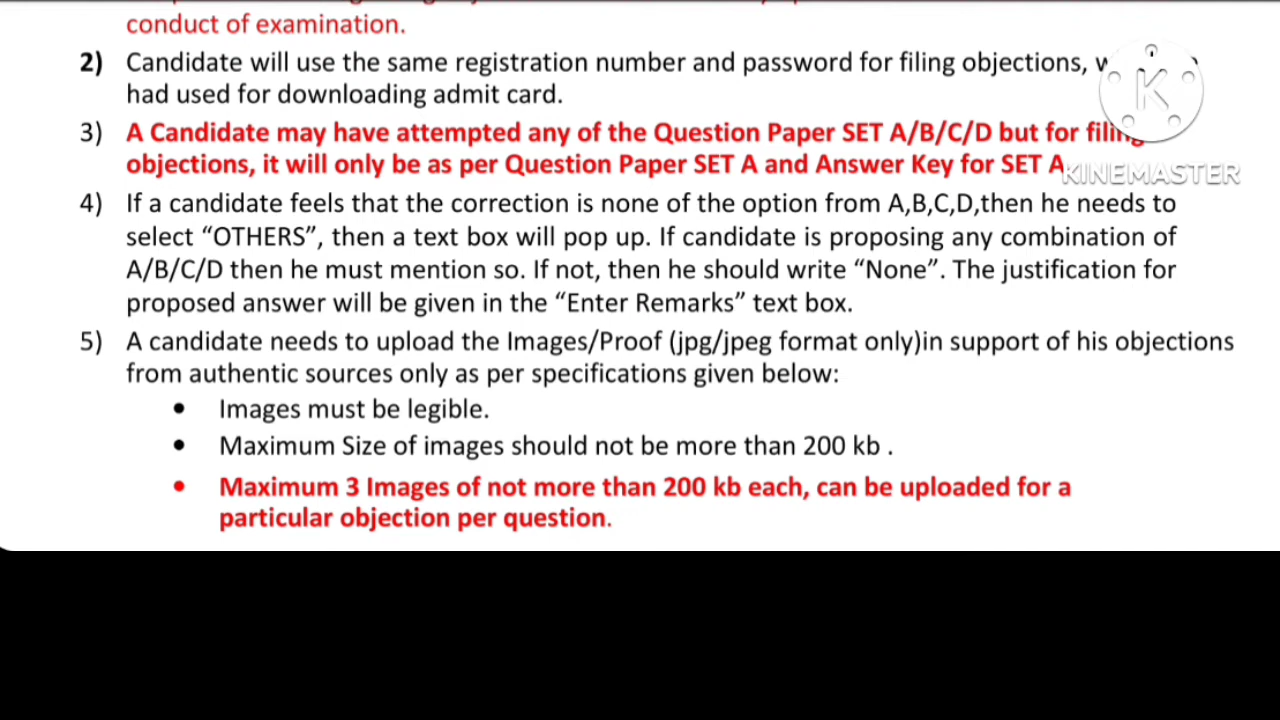 conduct of examination.
2) Candidate will use the same registration number and password for filing objections,
had used for downloading admit card.
3) A Candidate may have attempted any of the Question Paper SET A/B/C/D but for filing
objections, it will only be as per Question Paper SET A and Answer Key for SET A
K
KINEMASTER
4) If a candidate feels that the correction is none of the option from A,B,C,D,then he needs to
select “OTHERS”, then a text box will pop up. If candidate is proposing any combination of
A/B/C/D then he must mention so. If not, then he should write “None”. The justification for
proposed answer will be given in the “Enter Remarks” text box.
5) A candidate needs to upload the Images/Proof (jpg/jpeg format only)in support of his objections
from authentic sources only as per specifications given below:
• Images must be legible.
• Maximum Size of images should not be more than 200 kb .
• Maximum 3 Images of not more than 200 kb each, can be uploaded for a
particular objection per question.